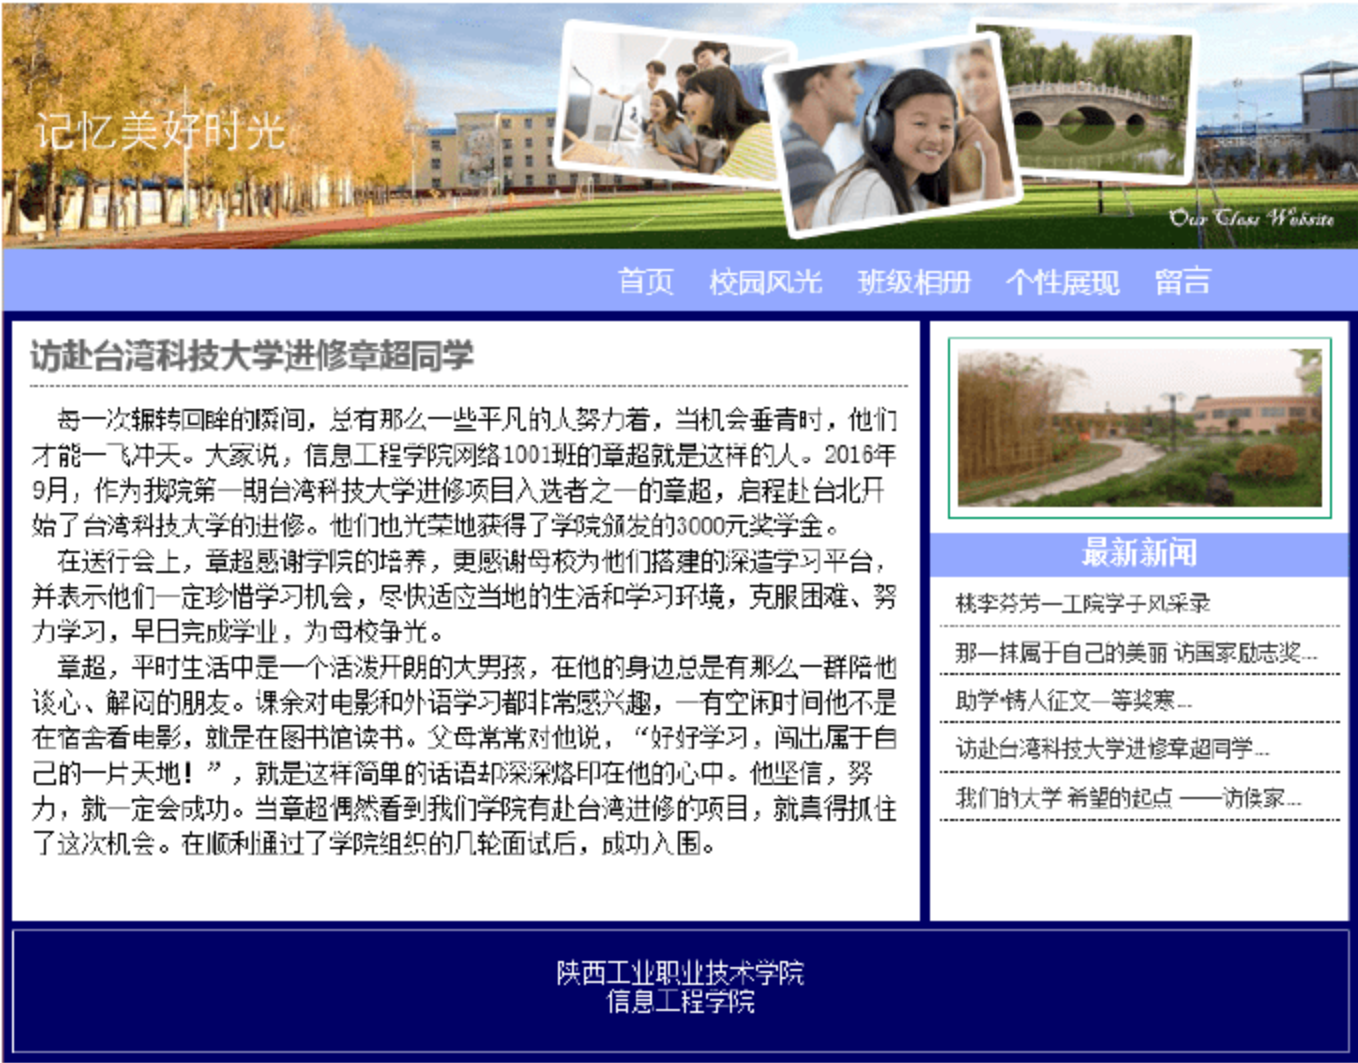 记忆美好时光
Our Class Website
首页 校园风光 班级相册 个性展现 留言
访赴台湾科技大学进修章超同学
每一次辗转回眸的瞬间，总有那么一些平凡的人努力着，当机会垂青时，他们
才能一飞冲天。大家说，信息工程学院网络1001班的章超就是这样的人。2016年
9月，作为我院第一期台湾科技大学进修项目入选者之一的章超，启程赴台北开
始了台湾科技大学的进修。他们也光荣地获得了学院颁发的3000元奖学金。
在送行会上，章超感谢学院的培养，更感谢母校为他们搭建的深造学习平台，
并表示他们一定珍惜学习机会，尽快适应当地的生活和学习环境，克服困难、努
力学习，早日完成学业，为母校争光。
章超，平时生活中是一个活泼开朗的大男孩，在他的身边总是有那么一群陪他
谈心、解闷的朋友。课余对电影和外语学习都非常感兴趣，一有空闲时间他不是
在宿舍看电影，就是在图书馆读书。父母常常对他说，“好好学习，闯出属于自
己的一片天地！”，就是这样简单的话语却深深烙印在他的心中。他坚信，努
力，就一定会成功。当章超偶然看到我们学院有赴台湾进修的项目，就真得抓住
了这次机会。在顺利通过了学院组织的几轮面试后，成功入围。
最新新闻
桃李芬芳—工院学子风采录
那一抹属于自己的美丽 访国家励志奖...
助学•铸人征文一等奖寒...
访赴台湾科技大学进修章超同学...
我们的大学 希望的起点 ——访侯家...
陕西工业职业技术学院
信息工程学院